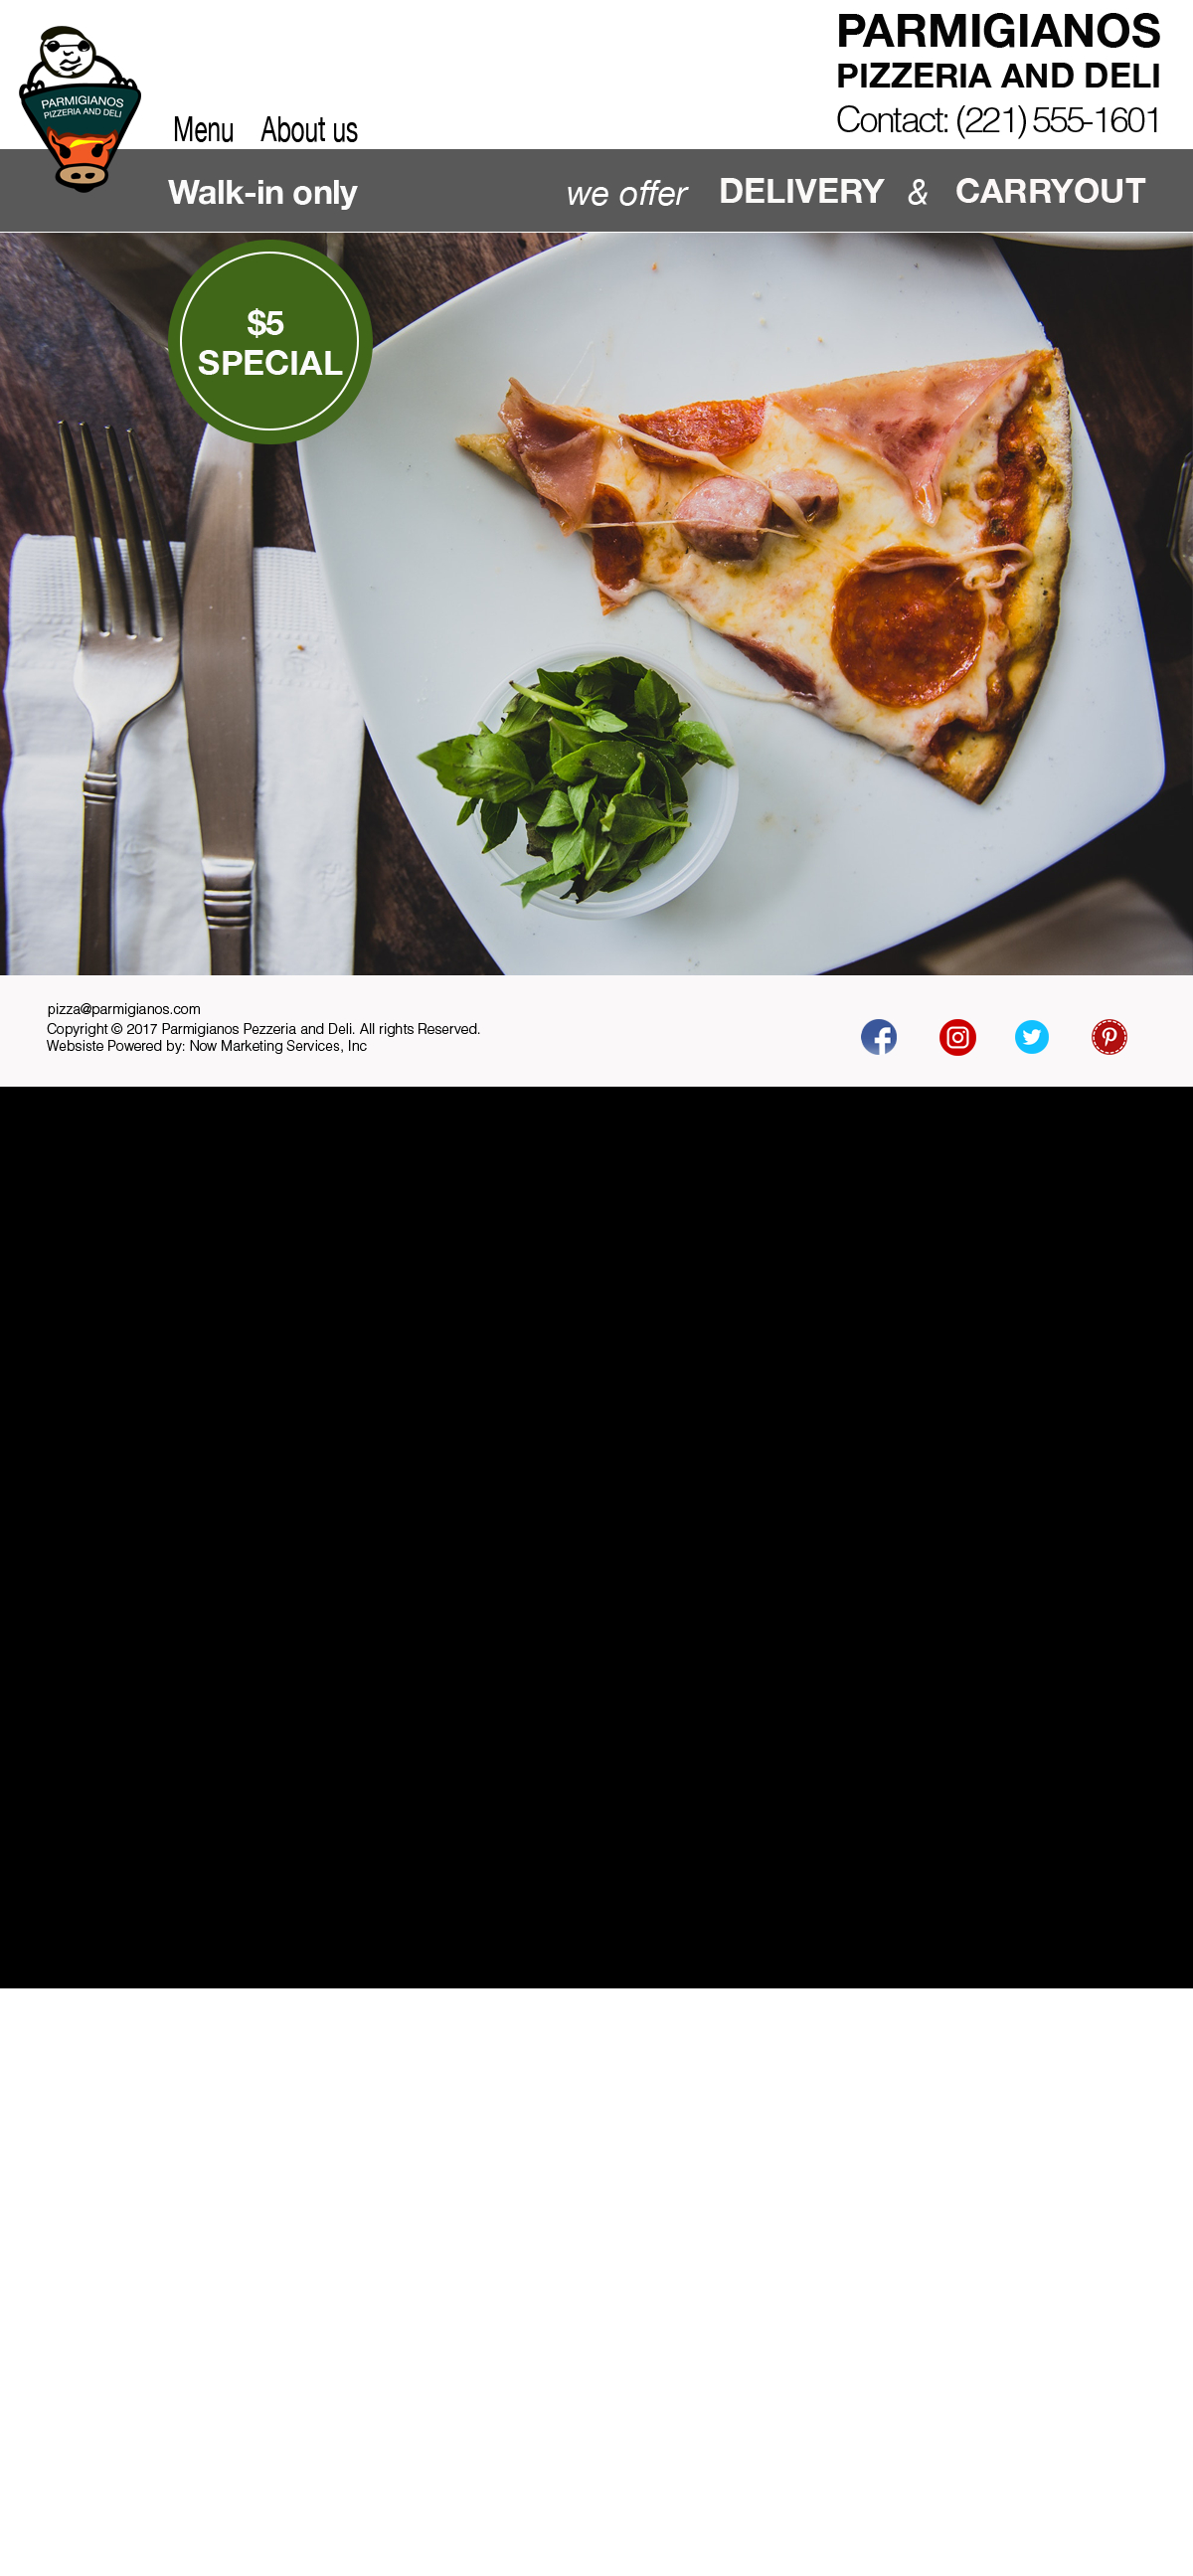 PARMIGIANOS
PIZZERIA AND DELI
Contact: (221) 555-1601
PARMIGIANOS
PIZZERIA AND DELI
Menu About us
Walk-in only we offer DELIVERY & CARRYOUT
$5
SPECIAL
pizza@parmigianos.com
Copyright © 2017 Parmigianos Pezzeria and Deli. All rights Reserved.
Websiste Powered by: Now Marketing Services, Inc